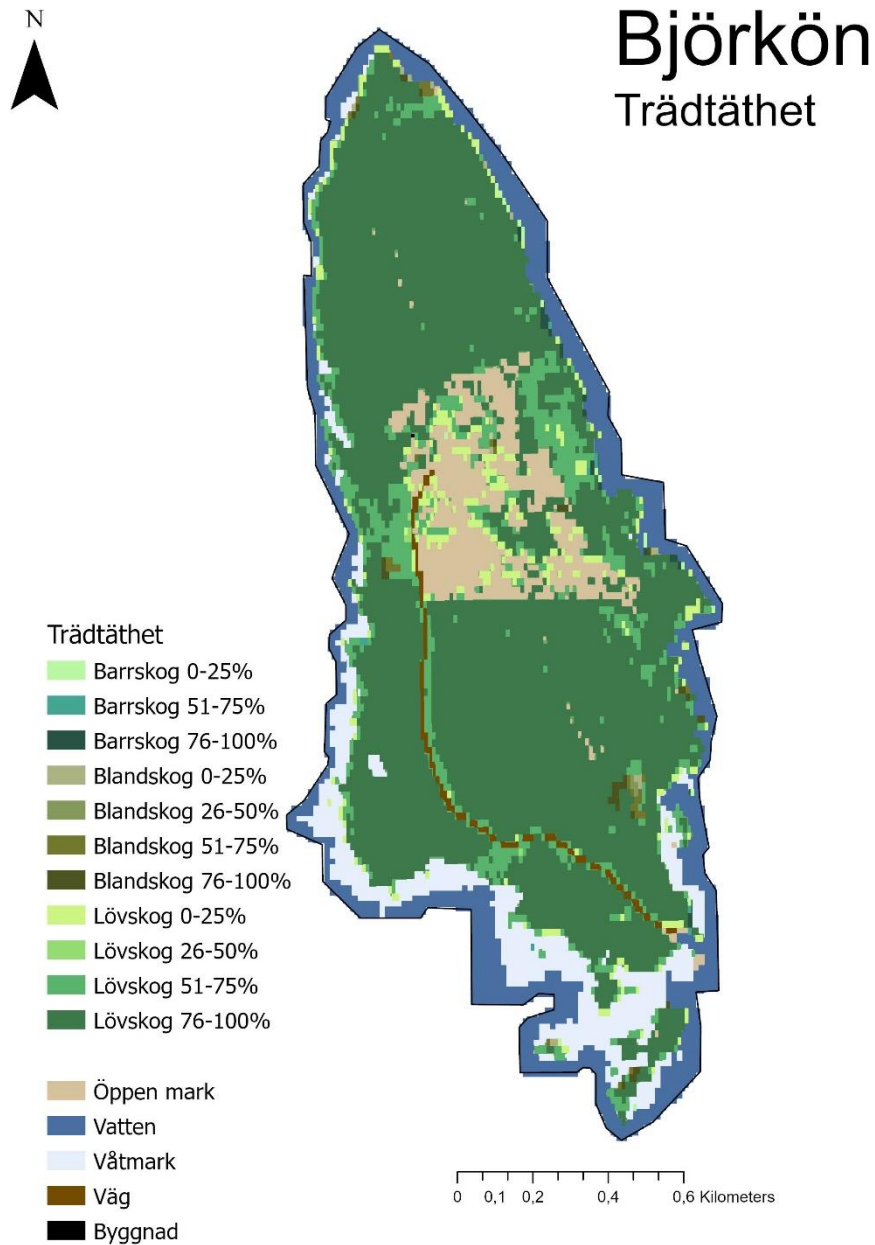 N
Björkön
Trädtäthet
Trädtäthet
Barrskog 0-25%
Barrskog 51-75%
Barrskog 76-100%
Blandskog 0-25%
Blandskog 26-50%
Blandskog 51-75%
Blandskog 76-100%
Lövskog 0-25%
Lövskog 26-50%
Lövskog 51-75%
Lövskog 76-100%
Öppen mark
Vatten
Våtmark
Väg
Byggnad
0 0,1 0,2 0,4 0,6 Kilometers